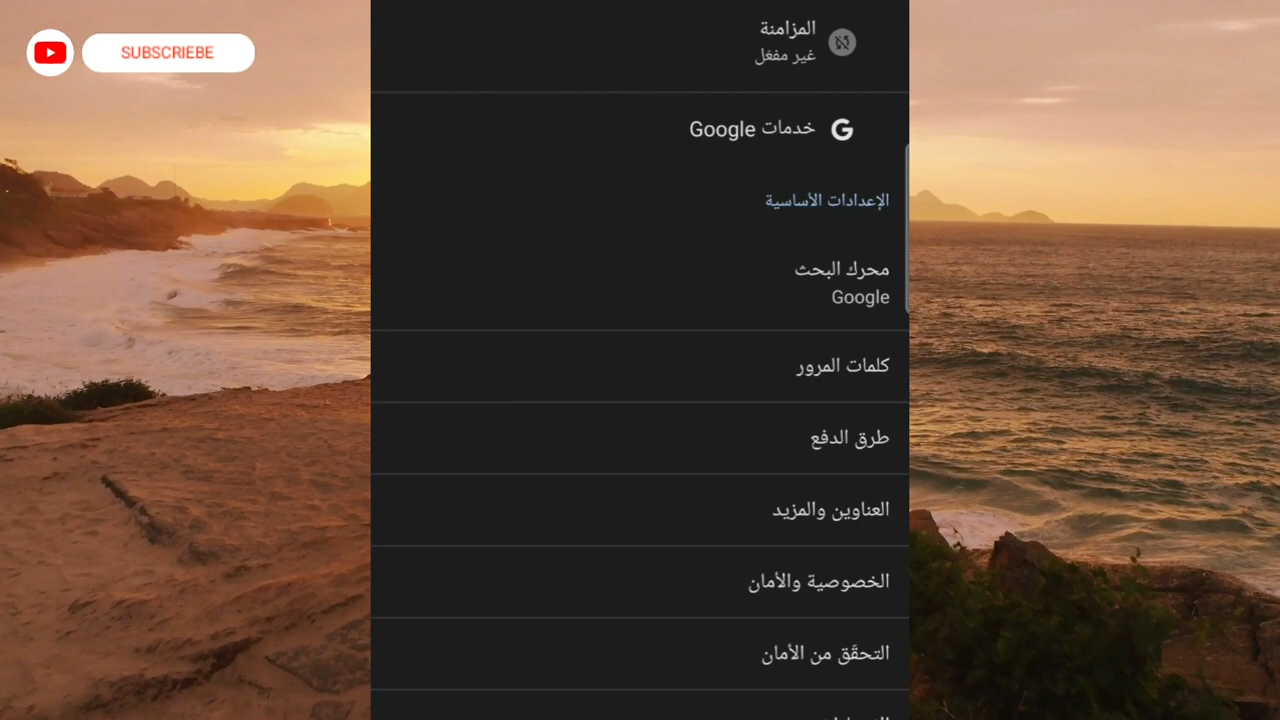 SUBSCRIEBE
المزامنة
غير مفعّل
خدمات Google
الإعدادات الأساسية
محرك البحث
Google
كلمات المرور
طرق الدفع
العناوين والمزيد
الخصوصية والأمان
التحقّق من الأمان